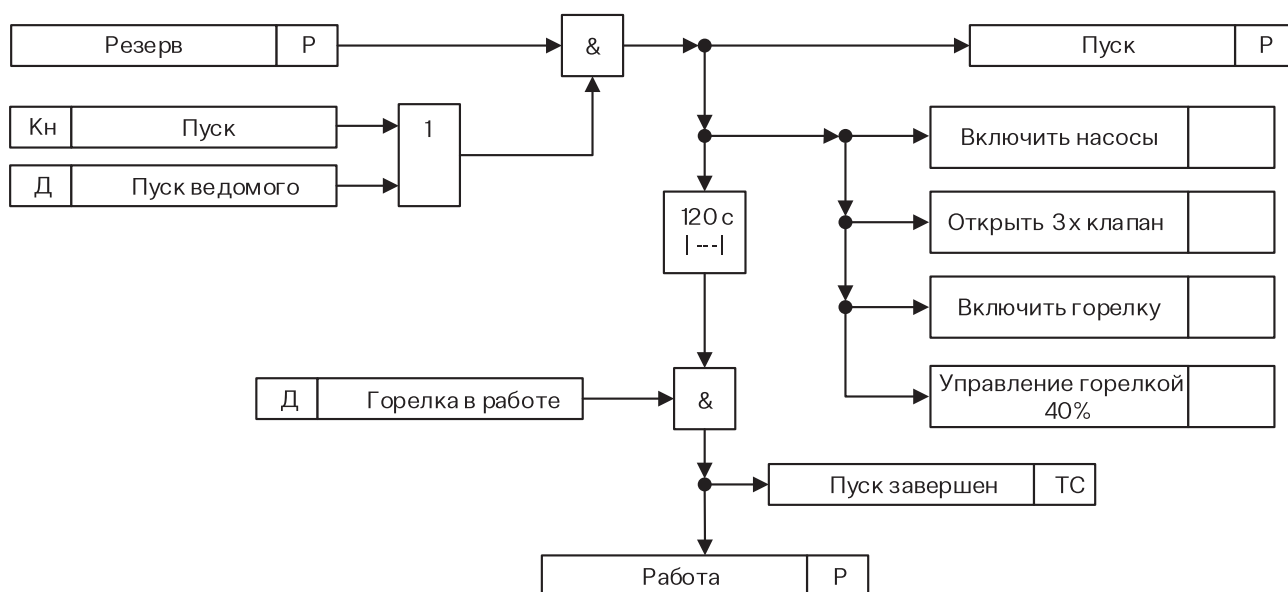 Резерв Р
&
Пуск Р
Кн Пуск
1
Д Пуск ведомого
Включить насосы
120 с
|---|
Открыть 3х клапан
Включить горелку
Д Горелка в работе
&
Управление горелкой
40%
Пуск завершен ТС
Работа Р